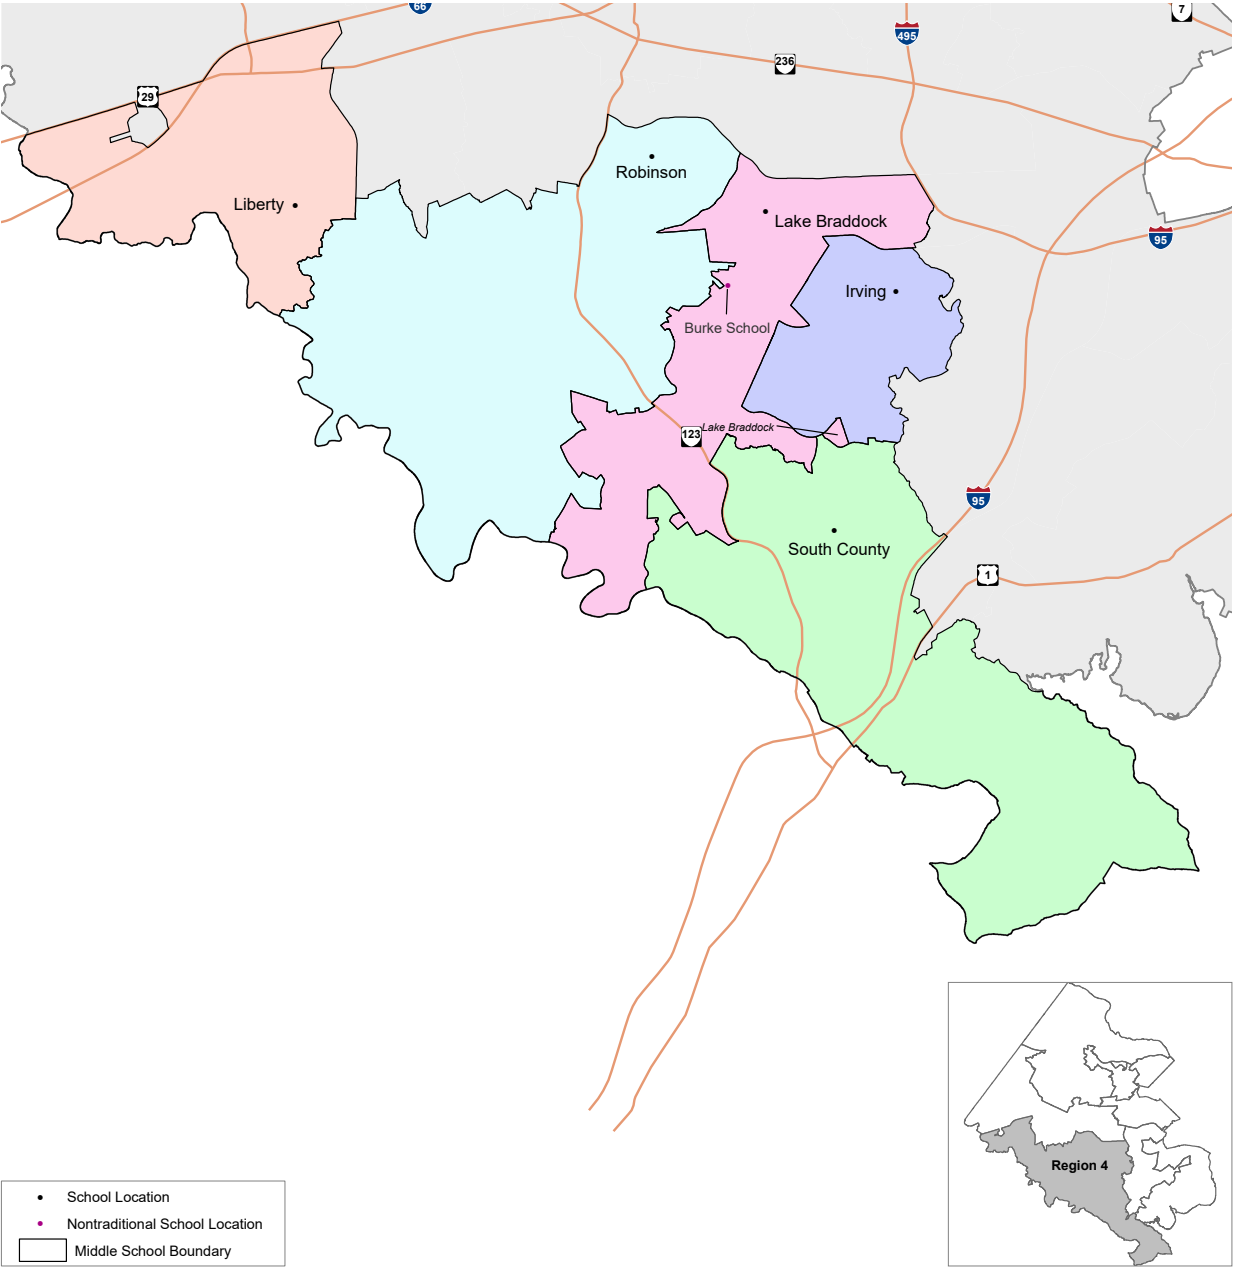 66
7
495
236
29
Robinson
Liberty
Lake Braddock
95
Irving
Burke School
Lake Braddock
123
95
South County
1
Region 4
School Location
Nontraditional School Location
Middle School Boundary